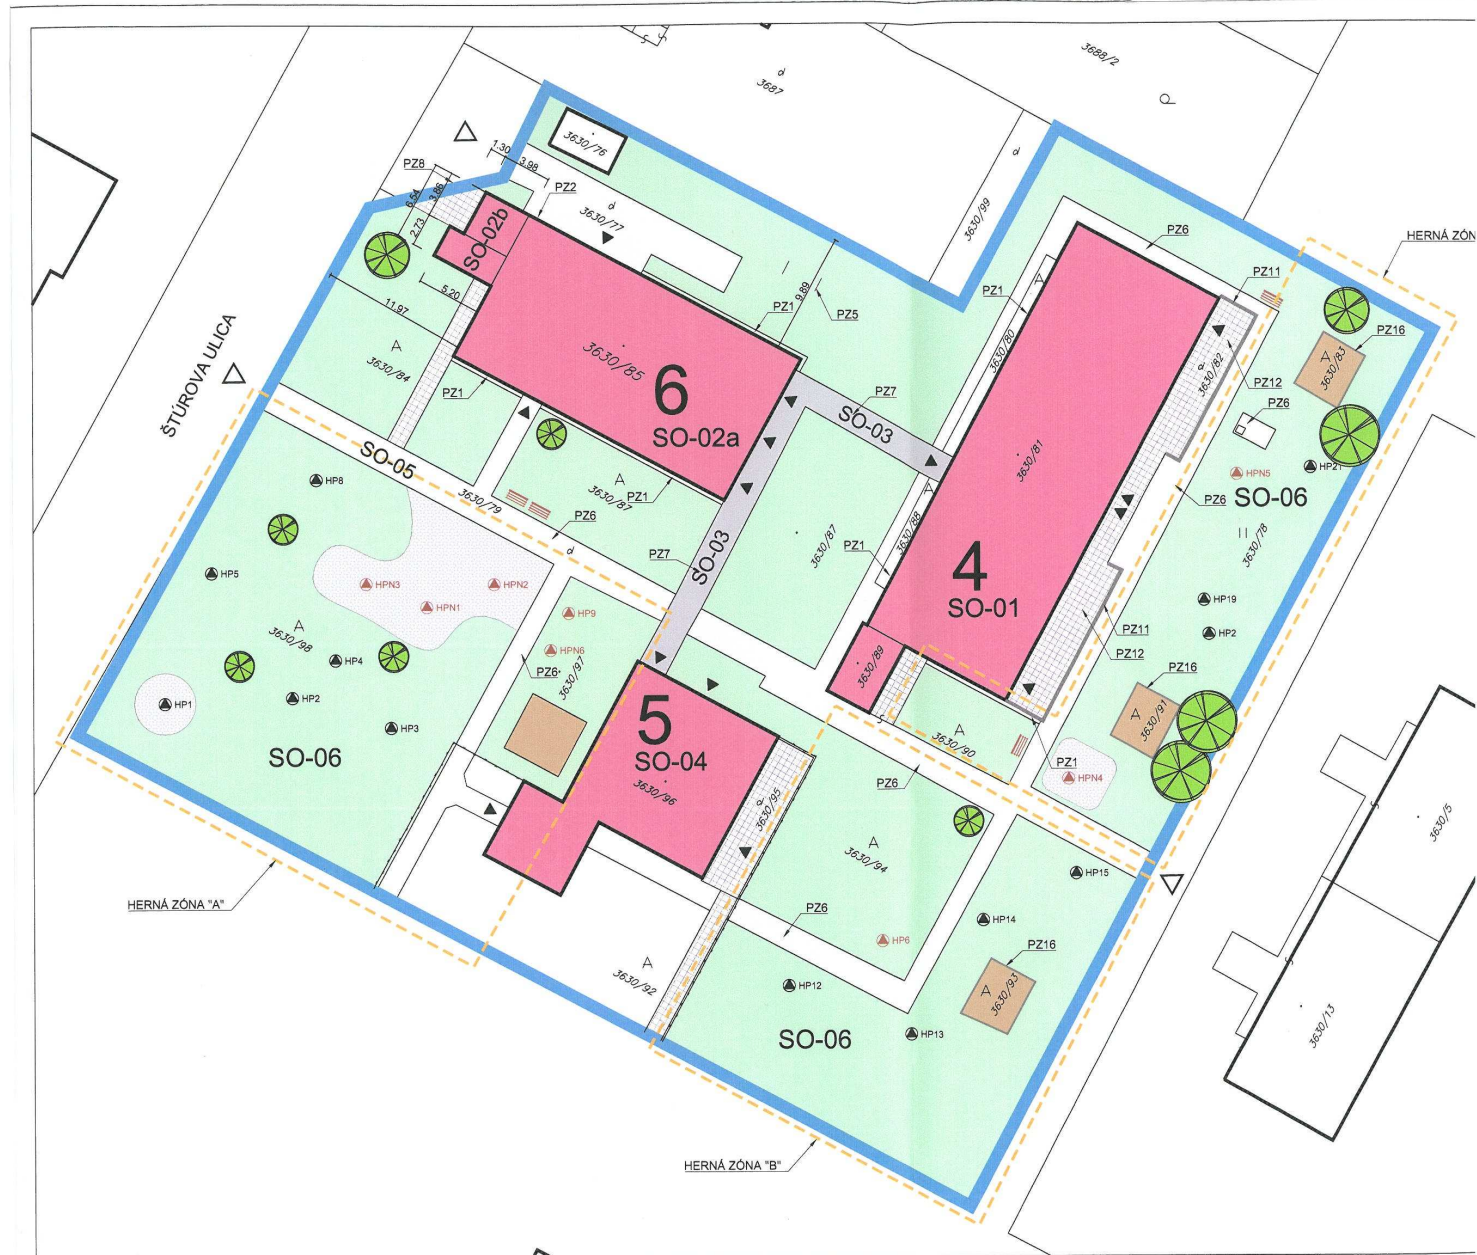 3688/2
3687
3630/76
1.30
3.98
PZ8
PZ2
6.54
3.86
2.73
3630/77
3630/99
PZ6
HERNÁ ZÓN
SO-02b
PZ11
5.20
PZ1
9.89
PZ5
PZ1
11.97
3630/80
PZ16
3630/83
3630/82
ŠTÚROVA ULICA
3630/84
3630/85
6
SO-02a
PZ1
PZ7
SO-03
PZ12
PZ6
SO-05
3630/81
HP21
HPN5
SO-06
PZ6
HP8
3630/79
3630/87
PZ1
PZ6
3630/87
3630/88
PZ1
3630/78
HP5
PZ7
SO-03
4
SO-01
HPN3
HPN2
HPN1
HP9
HP19
HP2
PZ11
PZ12
3630/98
HP4
HPN6
PZ6
3630/97
3630/89
PZ16
3630/91
HP1
HP2
HP3
5
SO-04
3630/96
3630/90
PZ1
HPN4
SO-06
PZ6
3630/95
3630/94
3630/5
HERNÁ ZÓNA "A"
HP15
PZ6
HP14
HP6
PZ16
3630/93
3630/92
HP12
HP13
SO-06
3630/13
HERNÁ ZÓNA "B"